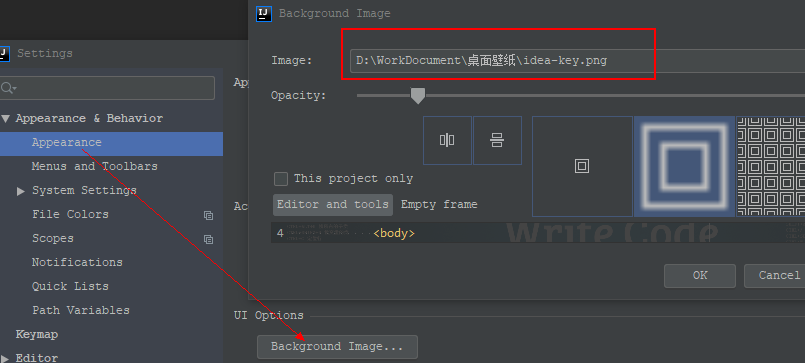 Background Image
Settings
Image:
D:\WorkDocument\桌面壁纸\idea-key.png
Opacity:
Appearance & Behavior
Appearance
Menus and Toolbars
System Settings
File Colors
Scopes
Notifications
Quick Lists
Path Variables
Keymap
Editor
This project only
Editor and tools
Empty frame
4 <body>
Write Code
OK
Cancel
UI Options
Background Image...